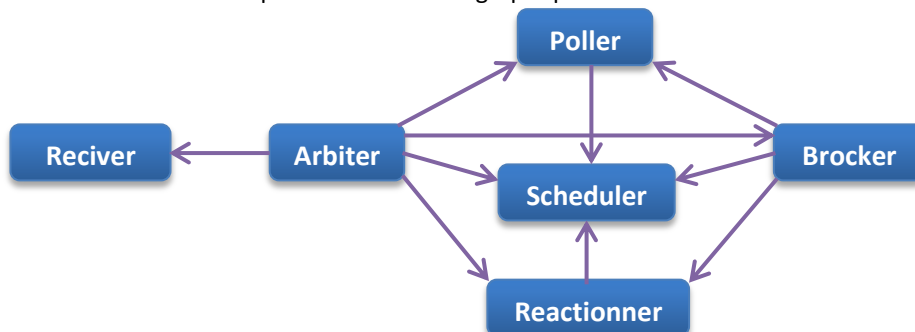 Poller
Reciver
Arbiter
Brocker
Scheduler
Reactionner